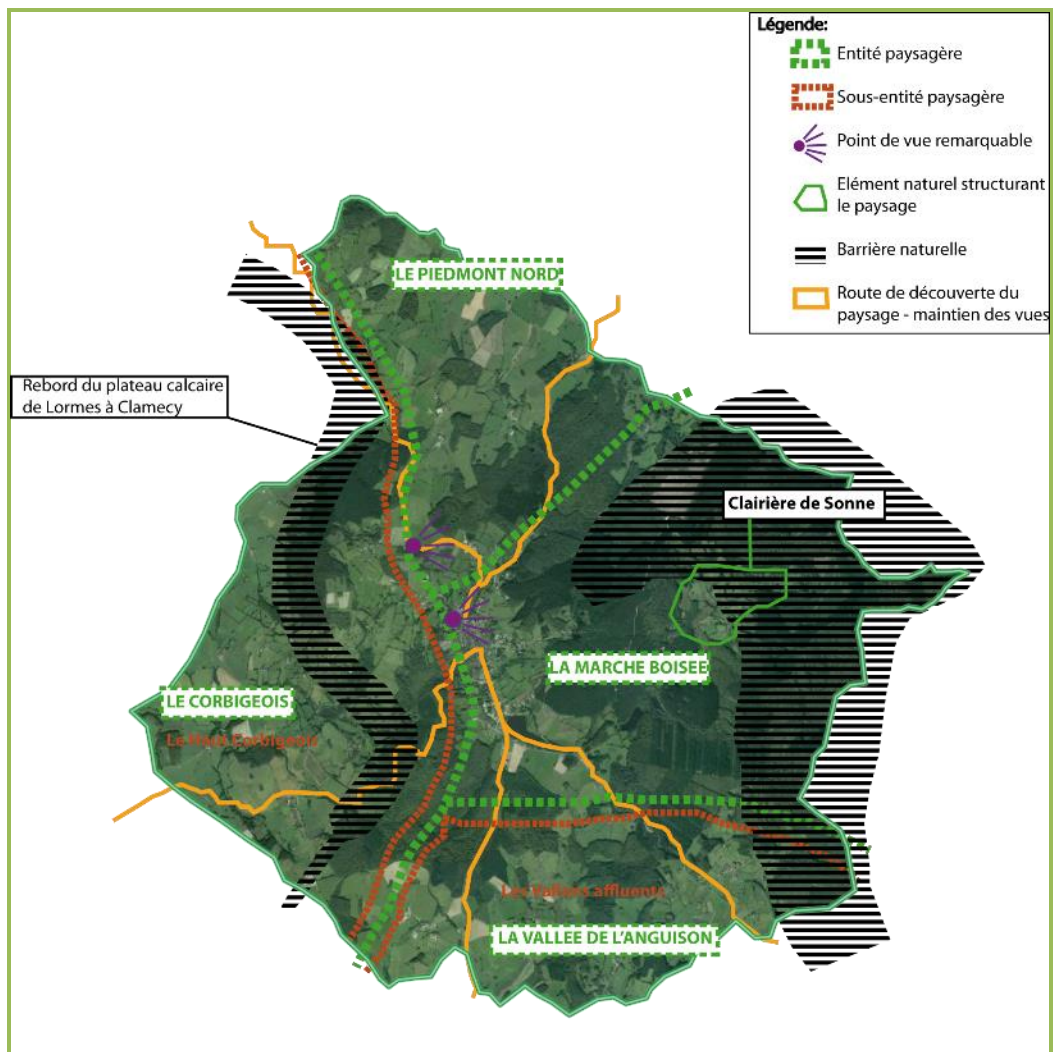 Légende:
Entité paysagère
Sous-entité paysagère
Point de vue remarquable
Elément naturel structurant
le paysage
Barrière naturelle
Route de découverte du
paysage - maintien des vues
LE PIEDMONT NORD
Rebord du plateau calcaire
de Lormes à Clamecy
Clairière de Sonne
LA MARCHE BOISEE
LE CORBIGEOIS
Le Haut Corbigeois
Les Vallons affluents
LA VALLEE DE L'ANGUISON